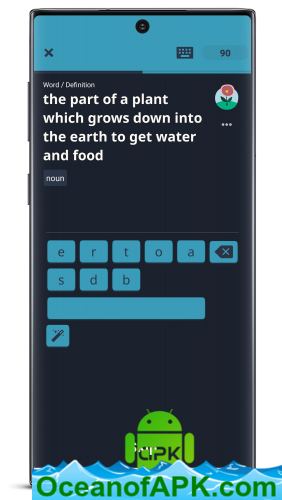 90
Word / Definition
the part of a plant
which grows down into
the earth to get water
and food
noun
e r t o a
s d b
APK
OceanofAPK.com